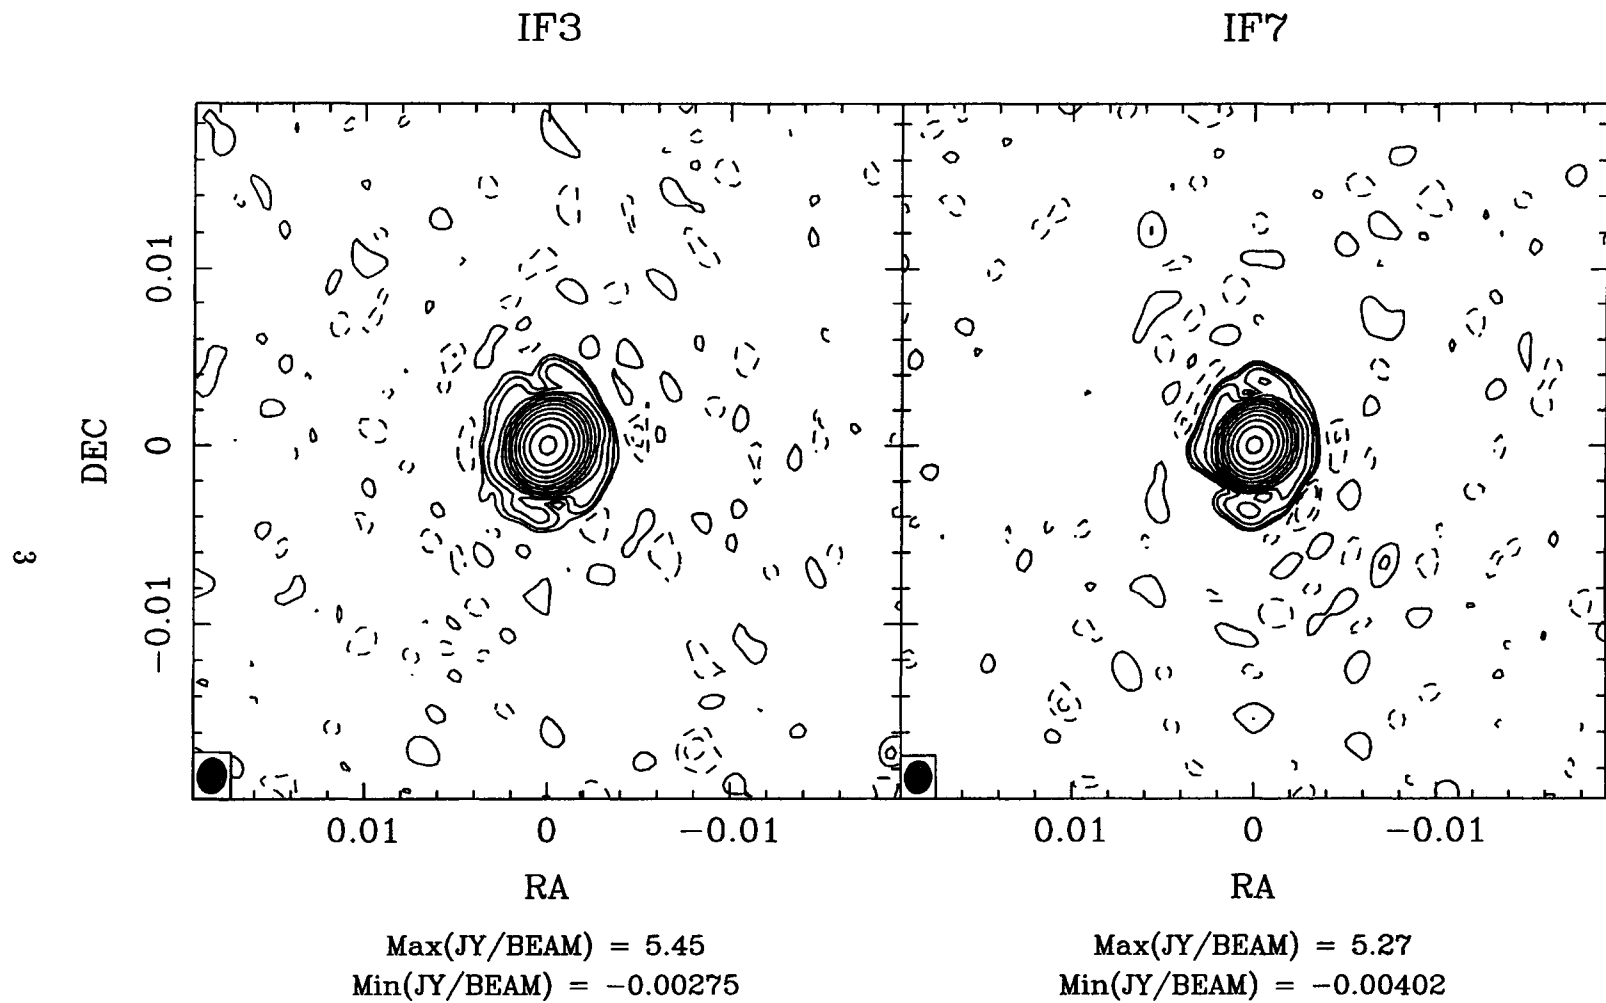 IF3 IF7
0.01
DEC 0
3
−0.01
0.01 0 −0.01 0.01 0 −0.01
RA RA
Max(JY/BEAM) = 5.45 Max(JY/BEAM) = 5.27
Min(JY/BEAM) = −0.00275 Min(JY/BEAM) = −0.00402